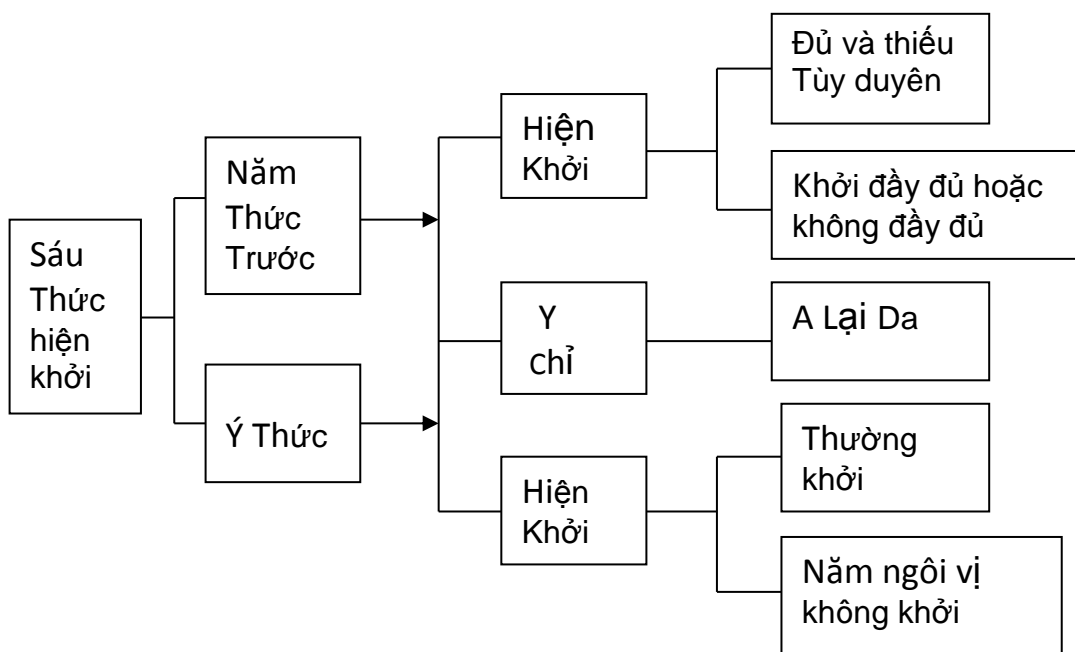 Sáu
Thức
hiện
khởi
Năm
Thức
Trước
Ý Thức
Hiện
Khởi
Y
Chỉ
Hiện
Khởi
Đủ và thiếu
Tùy duyên
Khởi đầy đủ hoặc
không đầy đủ
A Lại Da
Thường
khởi
Năm ngôi vị
không khởi